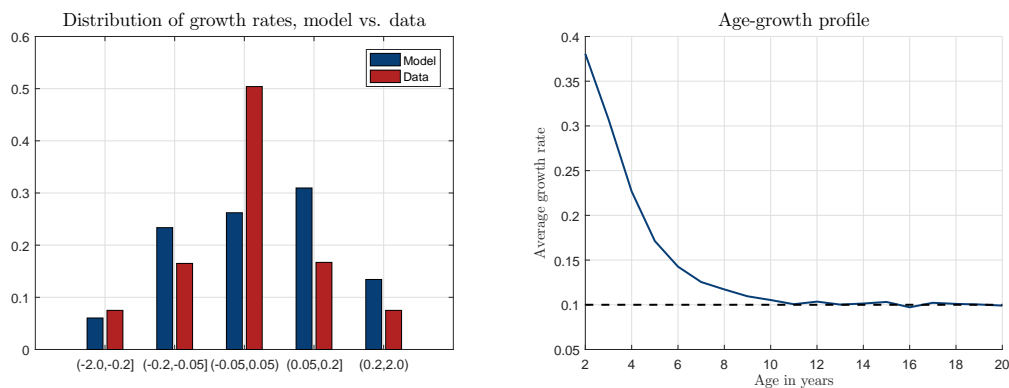 Distribution of growth rates, model vs. data
0.6
0.5
0.4
0.3
0.2
0.1
0
Model
Data
(-2.0,-0.2]
(-0.2,-0.05]
(-0.05,0.05)
(0.05,0.2]
(0.2,2.0)
Age-growth profile
Average growth rate
0.4
0.35
0.3
0.25
0.2
0.15
0.1
0.05
2 4 6 8 10 12 14 16 18 20
Age in years